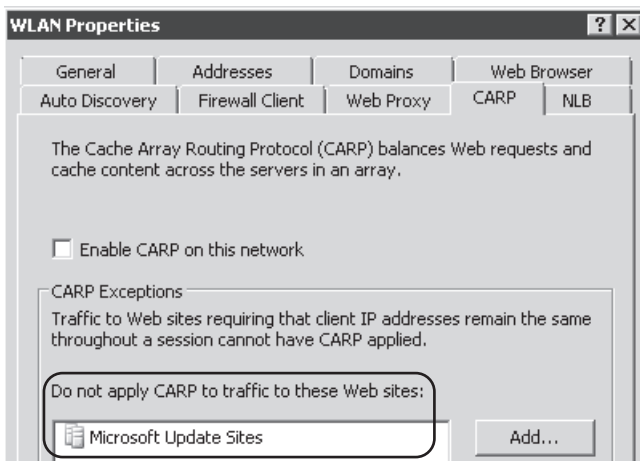 WLAN Properties
General Addresses Domains Web Browser
Auto Discovery Firewall Client Web Proxy CARP NLB
The Cache Array Routing Protocol (CARP) balances Web requests and
cache content across the servers in an array.
Enable CARP on this network
CARP Exceptions
Traffic to Web sites requiring that client IP addresses remain the same
throughout a session cannot have CARP applied.
Do not apply CARP to traffic to these Web sites:
Microsoft Update Sites
Add...